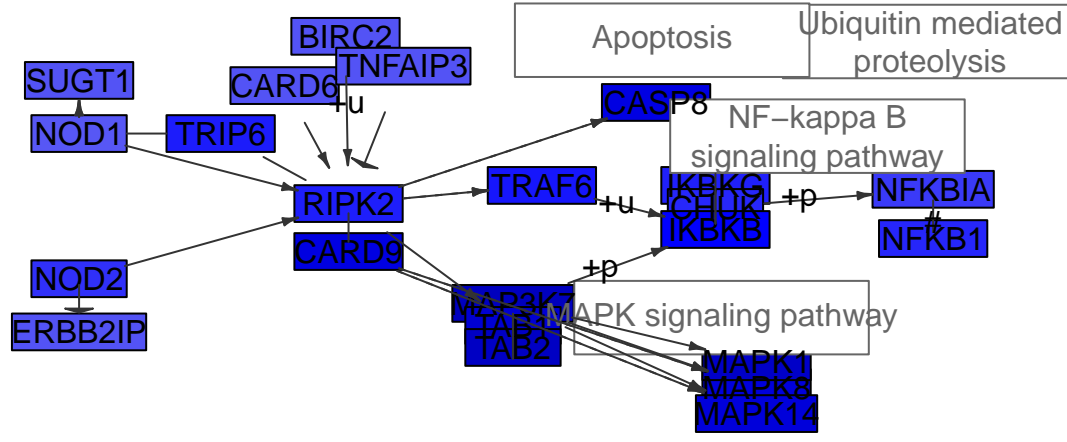 BIRC2
Apoptosis
Ubiquitin mediated
proteolysis
TNFAIP3
SUGT1
CARD6
+u
CASP8
NOD1
TRIP6
NF−kappa B
signaling pathway
RIPK2
TRAF6
+u
IKBKG
CHUK
IKBKB
+p
NFKBIA
#
NFKB1
CARD9
NOD2
+p
ERBB2IP
MAP3K7
TAB1
TAB2
MAPK signaling pathway
MAPK1
MAPK8
MAPK14